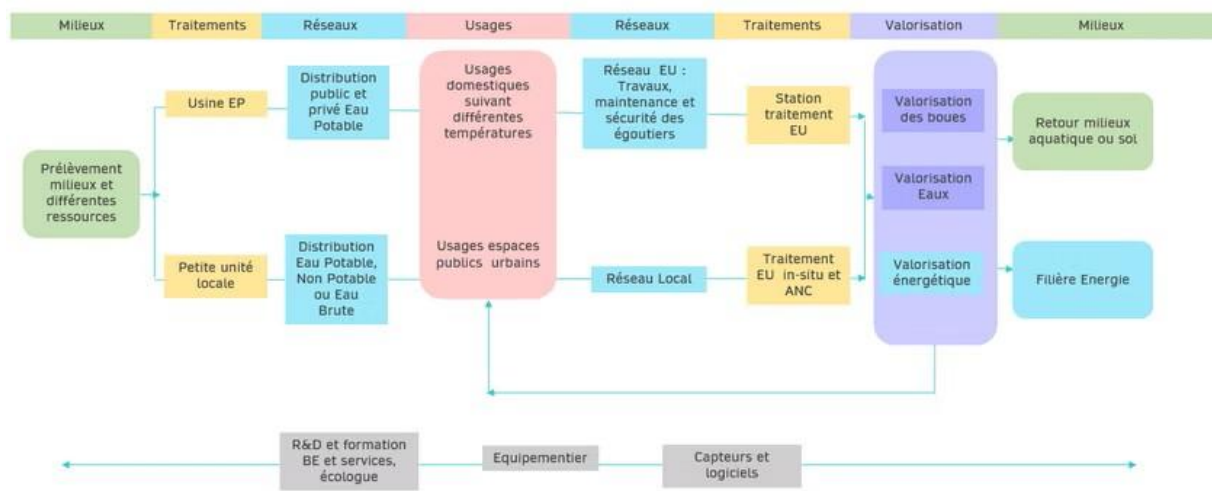 Milieux
Traitements
Réseaux
Usages
Réseaux
Traitements
Valorisation
Milieux
Prélèvement
milieux et
différentes
ressources
Usine EP
Petite unité
locale
Distribution
public et
privé Eau
Potable
Distribution
Eau Potable,
Non Potable
ou Eau
Brute
Usages
domestiques
suivant
différentes
températures
Usages espaces
publics urbains
Réseau EU :
Travaux,
maintenance et
sécurité des
égoutiers
Réseau Local
Station
traitement
EU
Traitement
EU in-situ et
ANC
Valorisation
des boues
Valorisation
Eaux
Valorisation
énergétique
Retour milieux
aquatique ou sol
Filière Energie
R&D et formation
BE et services,
écologue
Equipementier
Capteurs et
logiciels